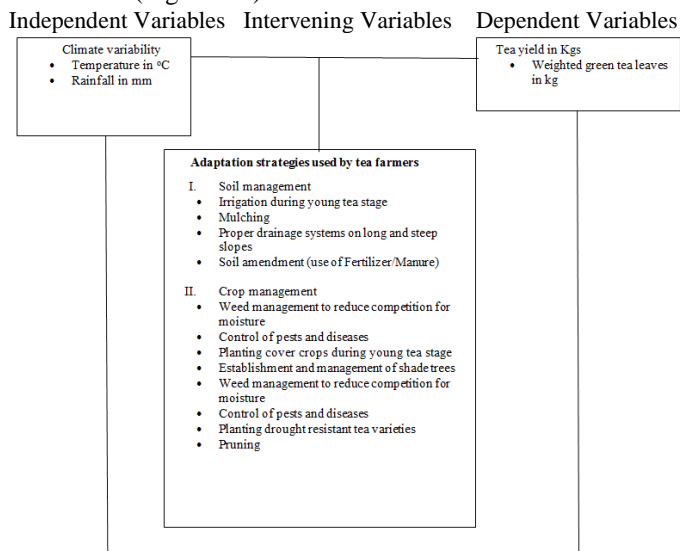 Independent Variables Intervening Variables Dependent Variables
Climate variability
• Temperature in °C
• Rainfall in mm
Tea yield in Kgs
• Weighted green tea leaves
in kg
Adaptation strategies used by tea farmers
I. Soil management
• Irrigation during young tea stage
• Mulching
• Proper drainage systems on long and steep
slopes
• Soil amendment (use of Fertilizer/Manure)
II. Crop management
• Weed management to reduce competition for
moisture
• Control of pests and diseases
• Planting cover crops during young tea stage
• Establishment and management of shade trees
• Weed management to reduce competition for
moisture
• Control of pests and diseases
• Planting drought resistant tea varieties
• Pruning